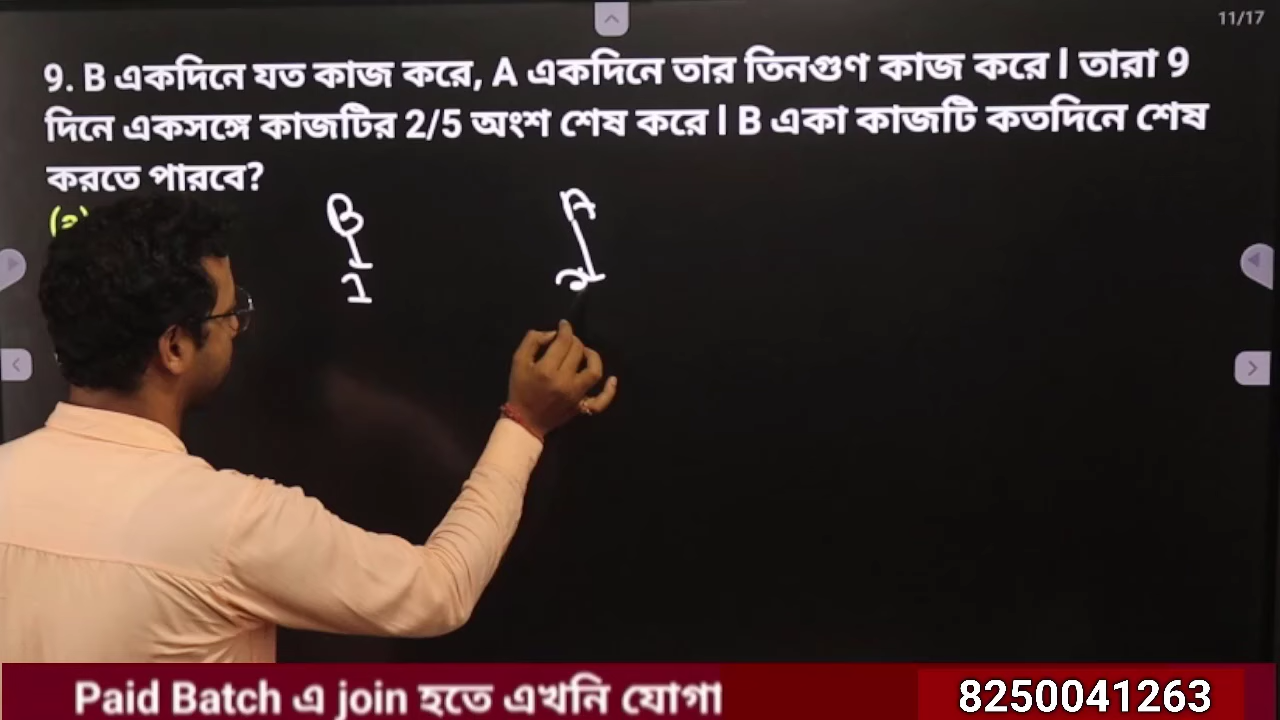 11/17
9. B একদিনে যত কাজ করে, A একদিনে তার তিনগুণ কাজ করে l তারা 9
দিনে একসঙ্গে কাজটির 2/5 অংশ শেষ করে l B একা কাজটি কতদিনে শেষ
করতে পারবে?
B A
1
Paid Batch এ join হতে এখনি যোগা
8250041263